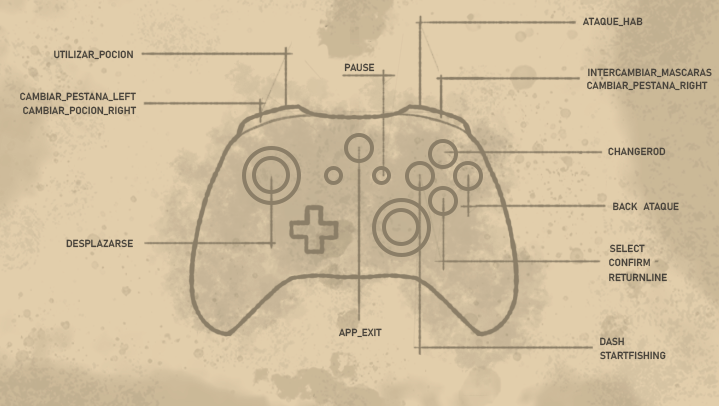 ATAQUE_HAB
UTILIZAR_POCION
PAUSE
INTERCAMBIAR_MASCARAS
CAMBIAR_PESTANA_RIGHT
CAMBIAR_PESTANA_LEFT
CAMBIAR_POCION_RIGHT
CHANGEROD
BACK ATAQUE
DESPLAZARSE
SELECT
CONFIRM
RETURNLINE
APP_EXIT
DASH
STARTFISHING